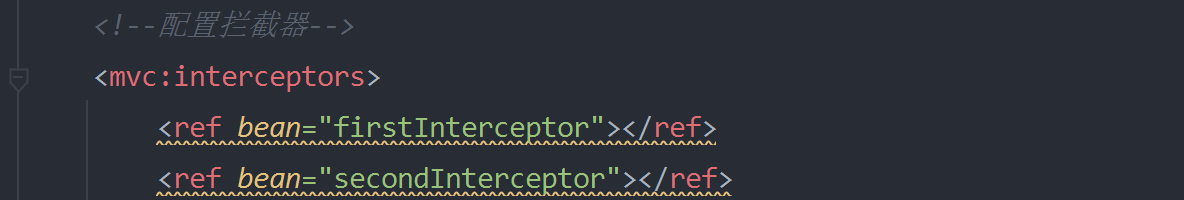 <!--配置拦截器-->
<mvc:interceptors>
<ref bean="firstInterceptor"></ref>
<ref bean="secondInterceptor"></ref>